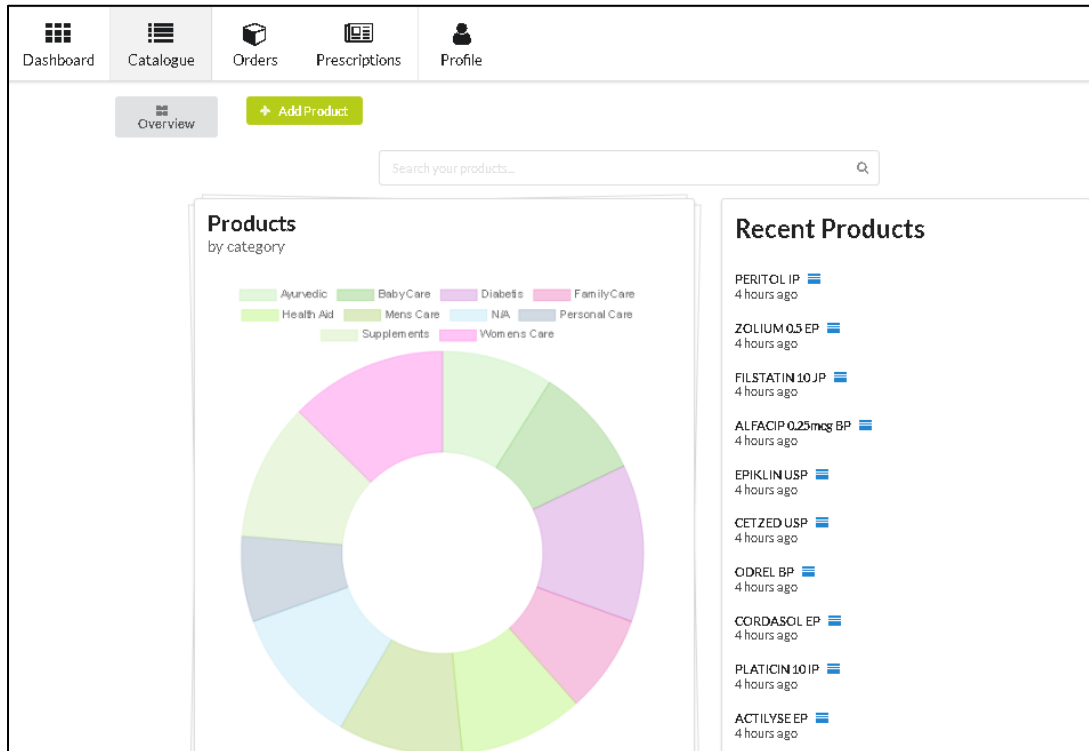 Dashboard Catalogue Orders Prescriptions Profile
Overview
Add Product
Search your products...
Products
by category
Ayurvedic Baby Care Diabetis Family Care
Health Aid Mens Care N/A Personal Care
Supplements Womens Care
Recent Products
PERITOL IP
4 hours ago
ZOLIUM 0.5 EP
4 hours ago
FILSTATIN 10 JP
4 hours ago
ALFACIP 0.25mcg BP
4 hours ago
EPIKLIN USP
4 hours ago
CETZED USP
4 hours ago
ODREL BP
4 hours ago
CORDASOL EP
4 hours ago
PLATICIN 10 IP
4 hours ago
ACTILYSE EP
4 hours ago